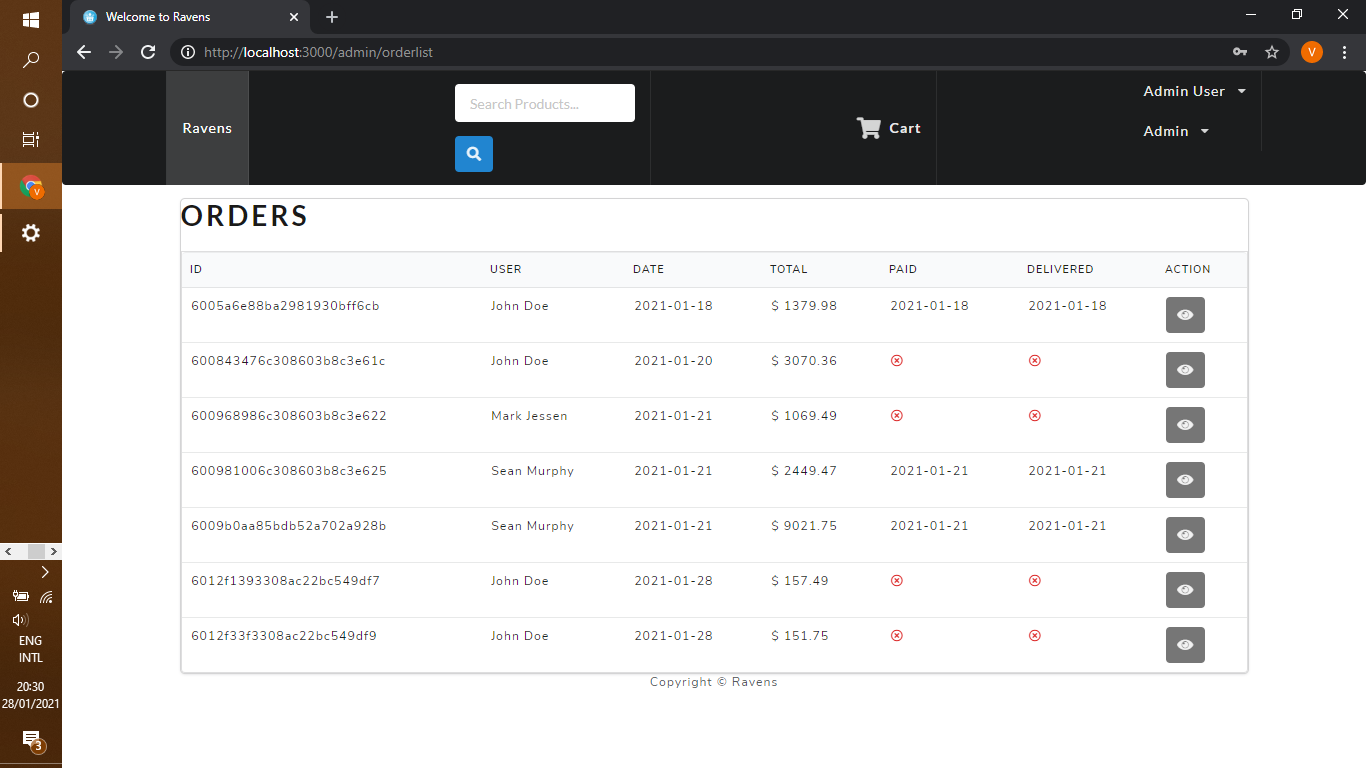 Welcome to Ravens
http://localhost:3000/admin/orderlist
V
Ravens
Search Products...
Cart
Admin User
Admin
ORDERS
ID USER DATE TOTAL PAID DELIVERED ACTION
6005a6e88ba2981930bff6cb John Doe 2021-01-18 $ 1379.98 2021-01-18 2021-01-18
600843476c308603b8c3e61c John Doe 2021-01-20 $ 3070.36
600968986c308603b8c3e622 Mark Jessen 2021-01-21 $ 1069.49
600981006c308603b8c3e625 Sean Murphy 2021-01-21 $ 2449.47 2021-01-21 2021-01-21
6009b0aa85bdb52a702a928b Sean Murphy 2021-01-21 $ 9021.75 2021-01-21 2021-01-21
6012f1393308ac22bc549df7 John Doe 2021-01-28 $ 157.49
6012f33f3308ac22bc549df9 John Doe 2021-01-28 $ 151.75
Copyright © Ravens
V
ENG
INTL
20:30
28/01/2021
3